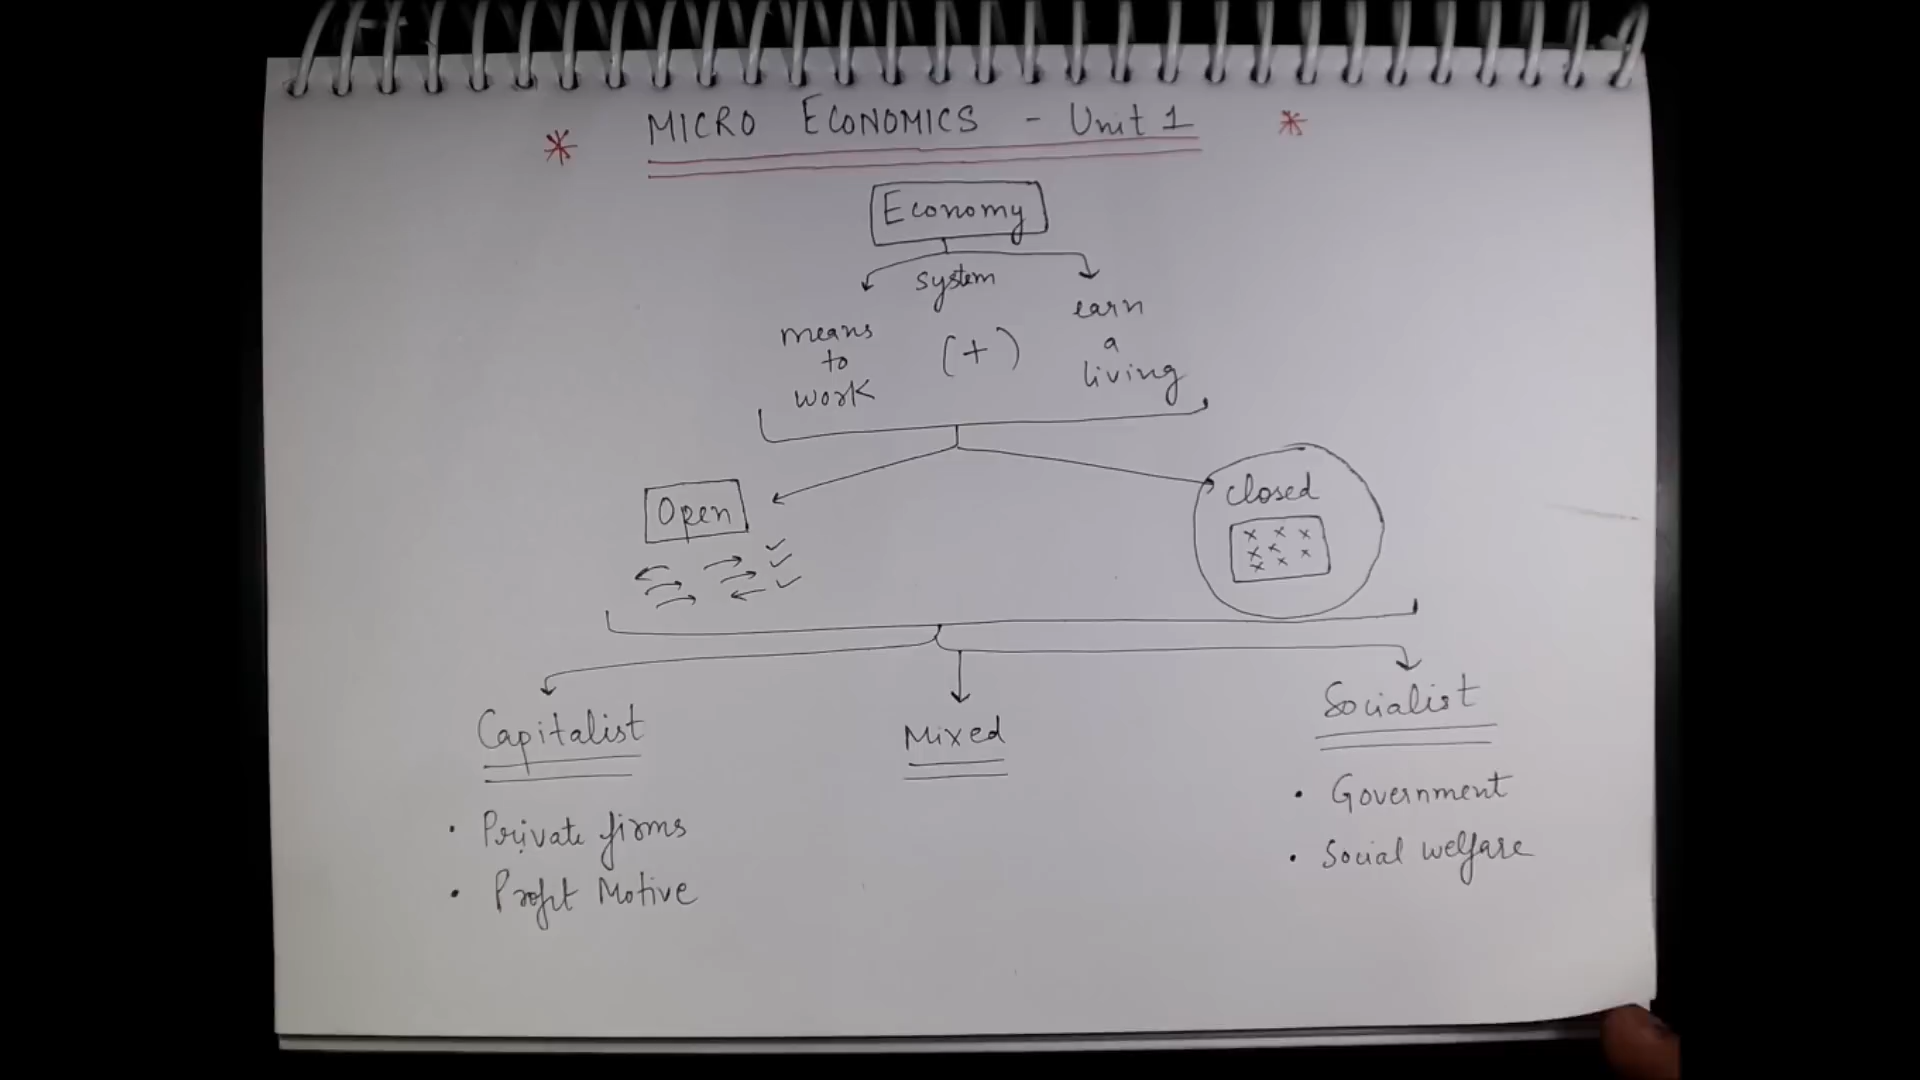 * MICRO ECONOMICS - Unit 1 *
Economy
system
means
to
work
(+)
earn
a
living
Open
closed
Capitalist
Mixed
Socialist
• Private firms
• Profit Motive
• Government
• Social welfare